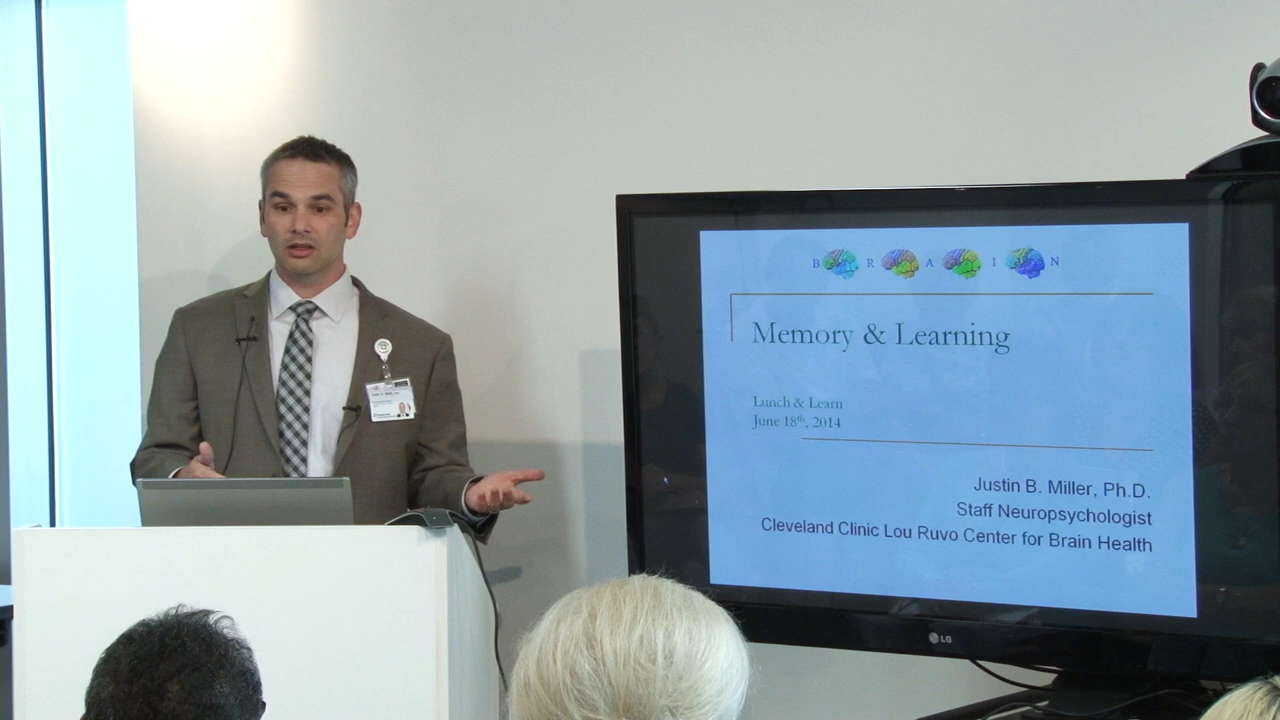 B R A I N
Memory & Learning
Lunch & Learn
June 18th, 2014
Justin B. Miller, Ph.D.
Staff Neuropsychologist
Cleveland Clinic Lou Ruvo Center for Brain Health
LG